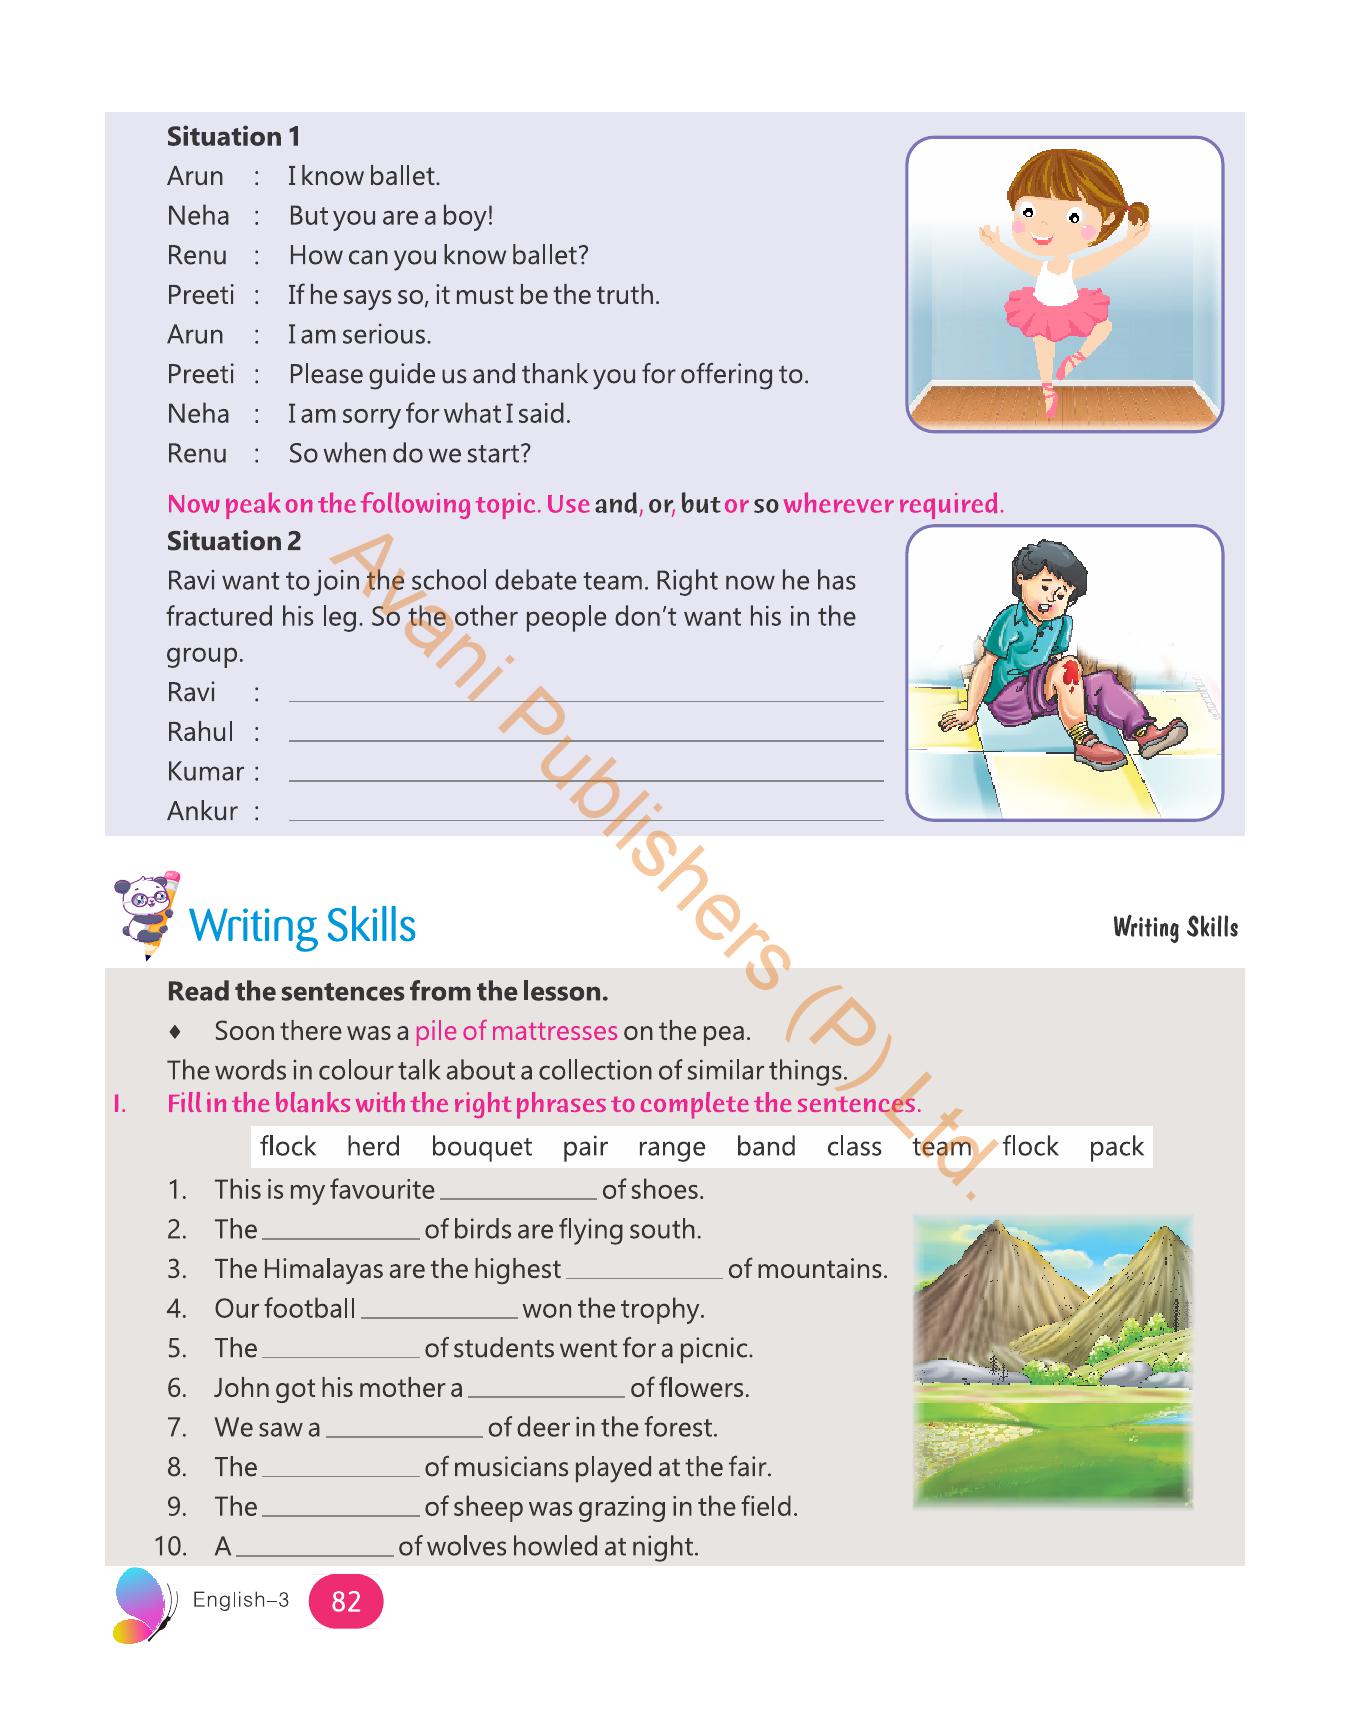 Situation 1
Arun : I know ballet.
Neha : But you are a boy!
Renu : How can you know ballet?
Preeti : If he says so, it must be the truth.
Arun : I am serious.
Preeti : Please guide us and thank you for offering to.
Neha : I am sorry for what I said.
Renu : So when do we start?
Now peak on the following topic. Use and, or, but or so wherever required.
Situation 2
Ravi want to join the school debate team. Right now he has
fractured his leg. So the other people don't want his in the
group.
Ravi :
Rahul :
Kumar :
Ankur :
Avani Publishers (P) Ltd.
Writing Skills
Writing Skills
Read the sentences from the lesson.
♦ Soon there was a pile of mattresses on the pea.
The words in colour talk about a collection of similar things.
I. Fill in the blanks with the right phrases to complete the sentences.
flock herd bouquet pair range band class team flock pack
1. This is my favourite ____________ of shoes.
2. The ____________ of birds are flying south.
3. The Himalayas are the highest ____________ of mountains.
4. Our football ____________ won the trophy.
5. The ____________ of students went for a picnic.
6. John got his mother a ____________ of flowers.
7. We saw a ____________ of deer in the forest.
8. The ____________ of musicians played at the fair.
9. The ____________ of sheep was grazing in the field.
10. A ____________ of wolves howled at night.
English–3 82